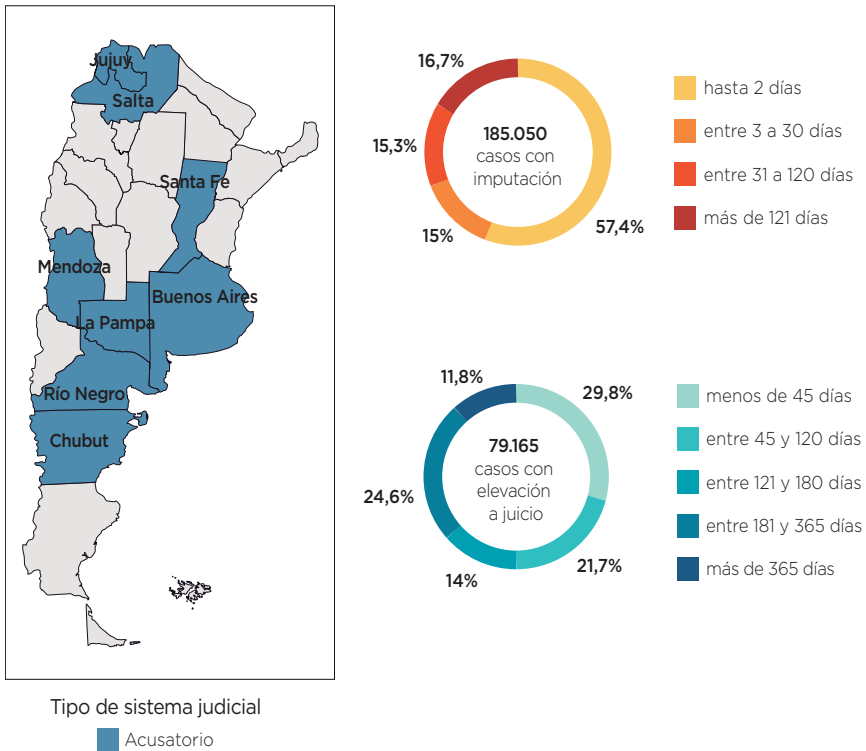 Jujuy
Salta
Santa Fe
Mendoza
Buenos Aires
La Pampa
Río Negro
Chubut
Tipo de sistema judicial
Acusatorio
16,7%
15,3%
15%
57,4%
185.050
casos con
imputación
hasta 2 días
entre 3 a 30 días
entre 31 a 120 días
más de 121 días
11,8%
29,8%
24,6%
14%
21,7%
79.165
casos con
elevación
a juicio
menos de 45 días
entre 45 y 120 días
entre 121 y 180 días
entre 181 y 365 días
más de 365 días